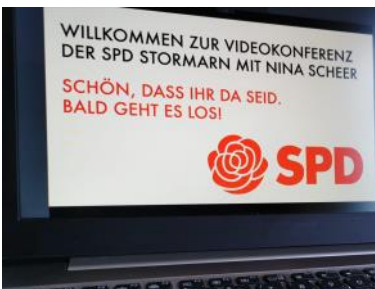 WILLKOMMEN ZUR VIDEOKONFERENZ
DER SPD STORMARN MIT NINA SCHEER
SCHÖN, DASS IHR DA SEID.
BALD GEHT ES LOS!
SPD